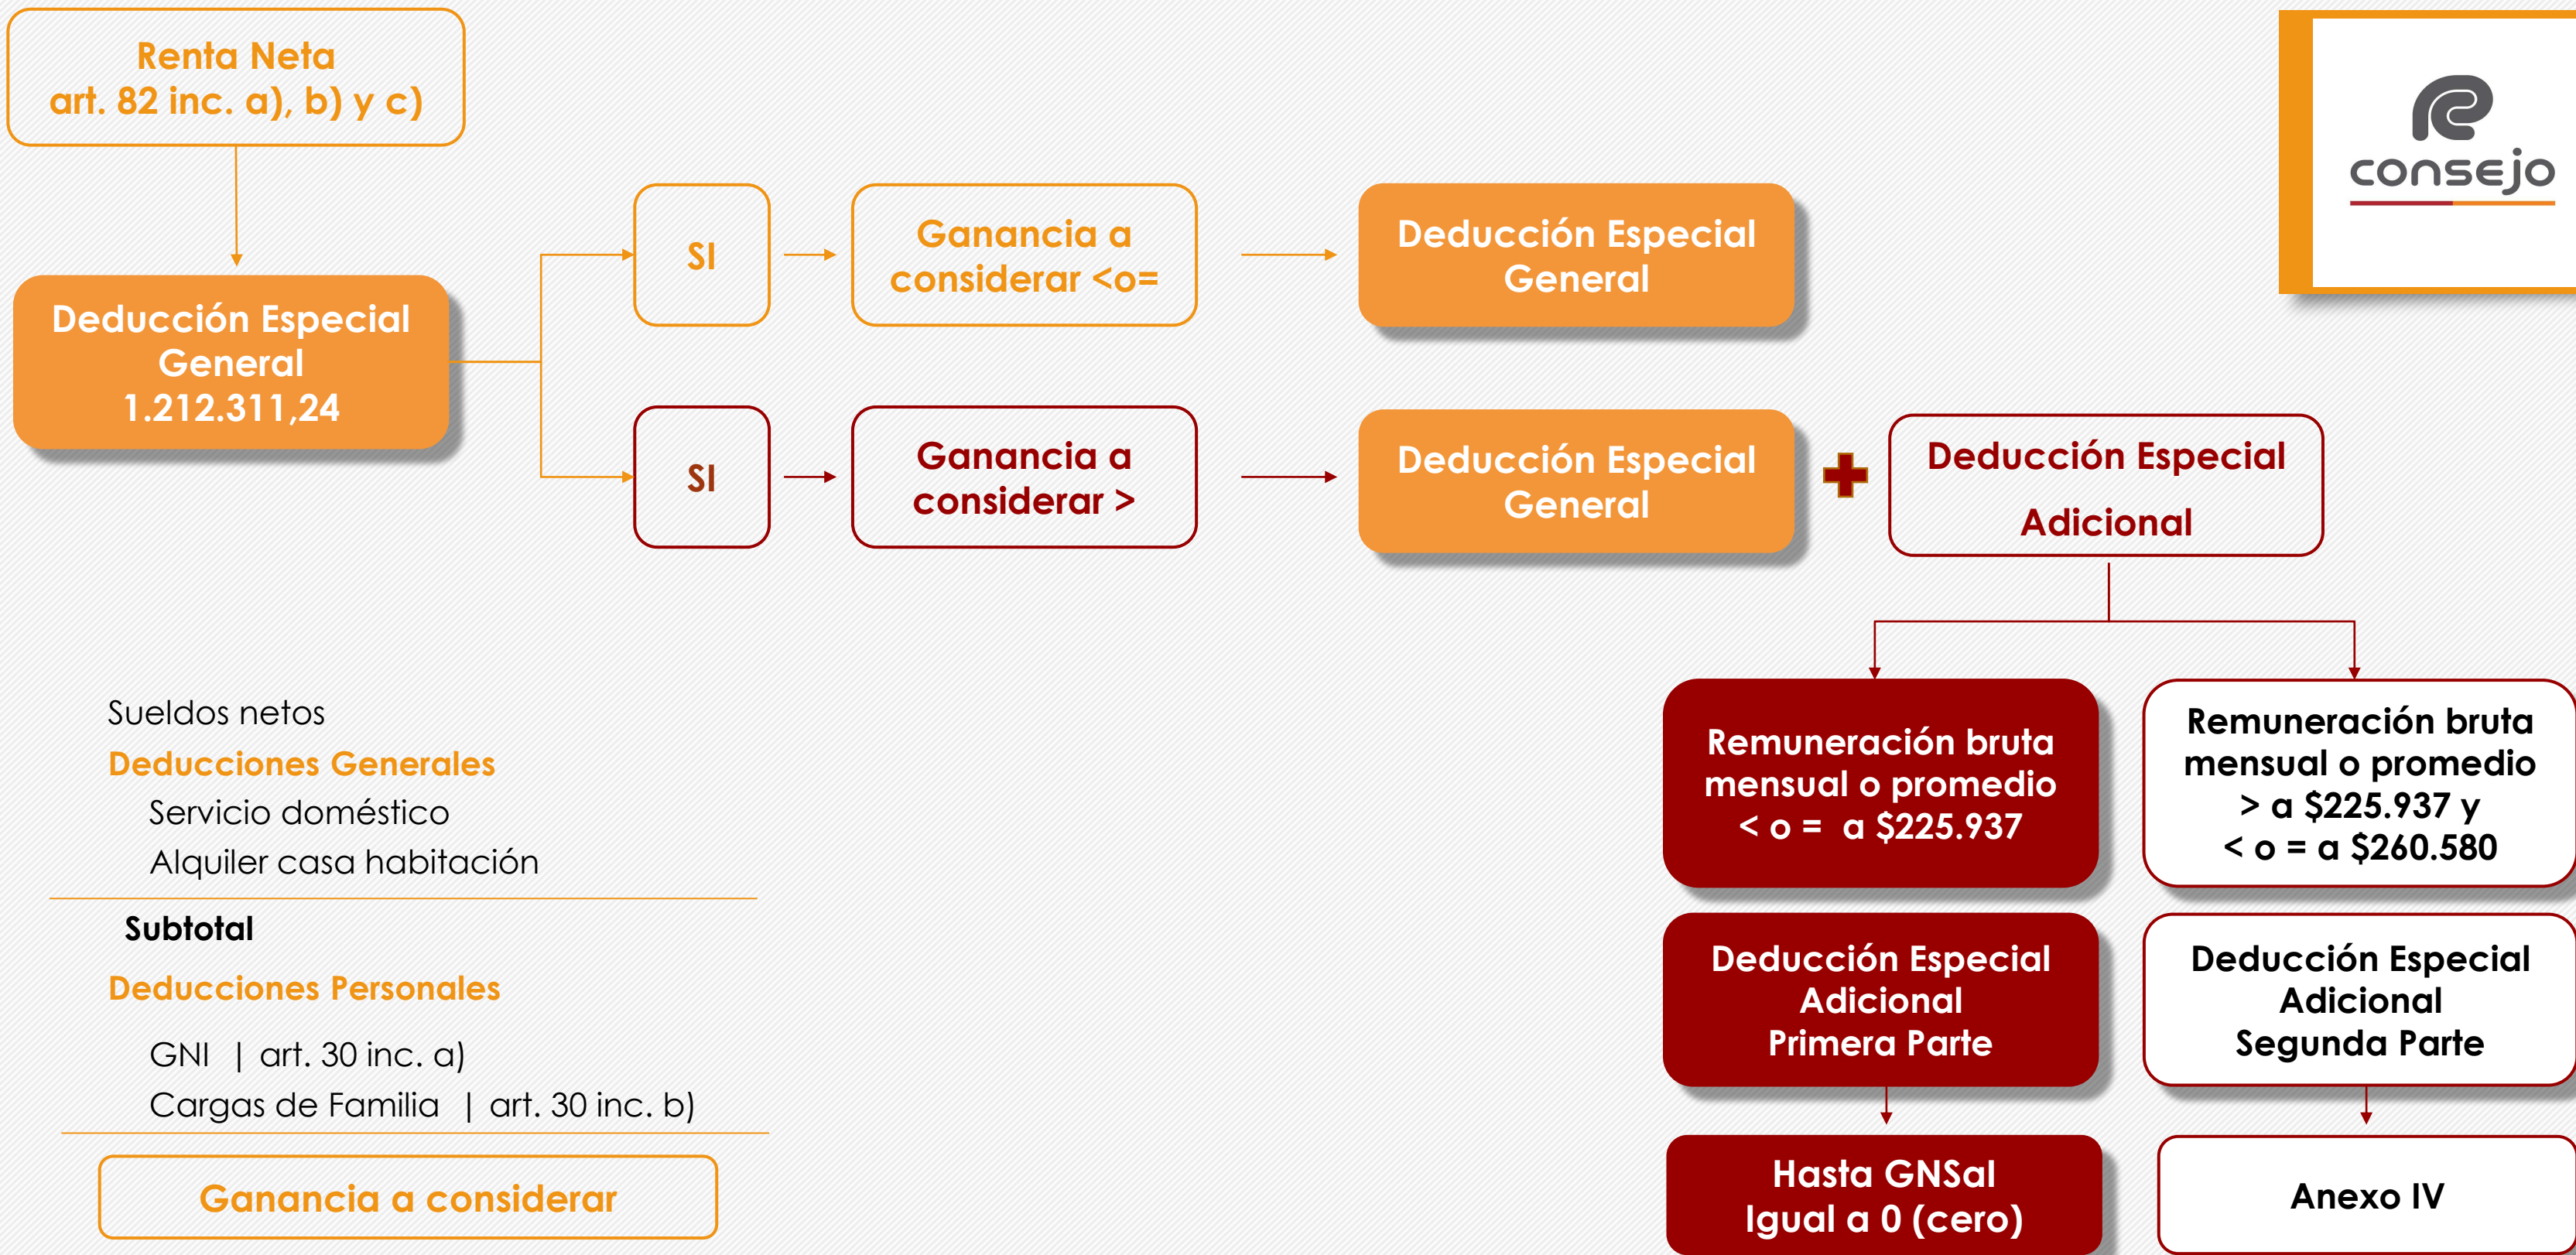 Renta Neta
art. 82 inc. a), b) y c)
consejo
Deducción Especial
General
1.212.311,24
SI
Ganancia a
considerar <o=
Deducción Especial
General
SI
Ganancia a
considerar >
Deducción Especial
General
Deducción Especial
Adicional
Sueldos netos
Deducciones Generales
Servicio doméstico
Alquiler casa habitación
Subtotal
Deducciones Personales
GNI | art. 30 inc. a)
Cargas de Familia | art. 30 inc. b)
Ganancia a considerar
Remuneración bruta
mensual o promedio
< o = a $225.937
Remuneración bruta
mensual o promedio
> a $225.937 y
< o = a $260.580
Deducción Especial
Adicional
Primera Parte
Deducción Especial
Adicional
Segunda Parte
Hasta GNSal
Igual a 0 (cero)
Anexo IV